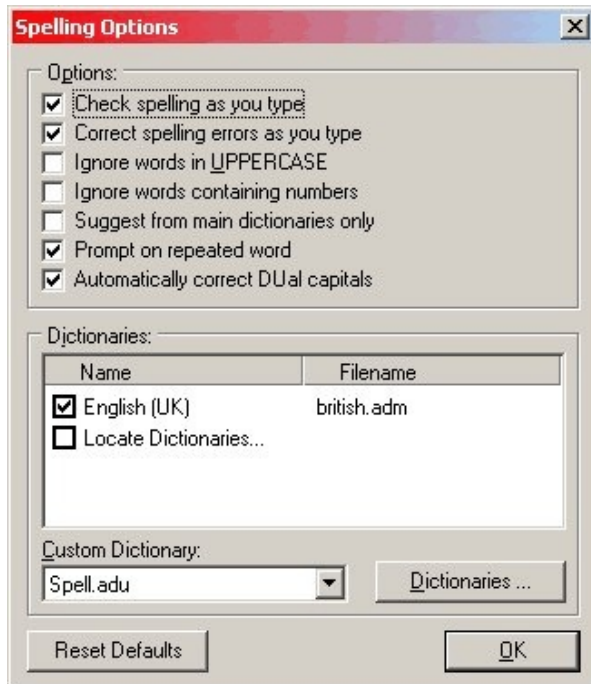 Spelling Options
Options:
Check spelling as you type
Correct spelling errors as you type
Ignore words in UPPERCASE
Ignore words containing numbers
Suggest from main dictionaries only
Prompt on repeated word
Automatically correct DUal capitals
Dictionaries:
Name Filename
English (UK) british.adm
Locate Dictionaries...
Custom Dictionary:
Spell.adu Dictionaries ...
Reset Defaults OK